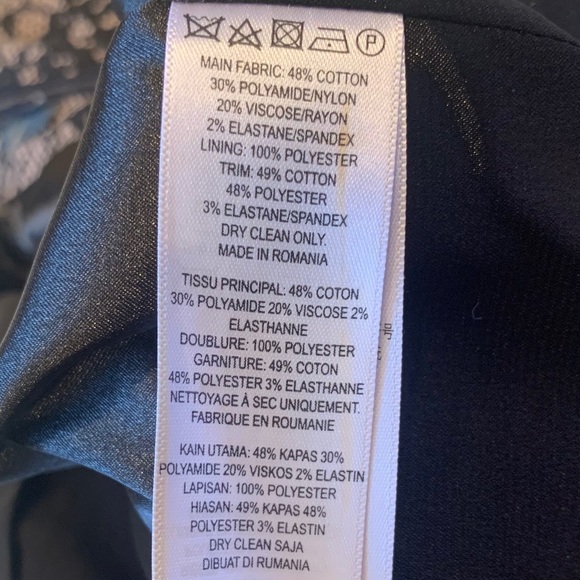 P
MAIN FABRIC: 48% COTTON
30% POLYAMIDE/NYLON
20% VISCOSE/RAYON
2% ELASTANE/SPANDEX
LINING: 100% POLYESTER
TRIM: 49% COTTON
48% POLYESTER
3% ELASTANE/SPANDEX
DRY CLEAN ONLY.
MADE IN ROMANIA
TISSU PRINCIPAL: 48% COTON
30% POLYAMIDE 20% VISCOSE 2%
ELASTHANNE
DOUBLURE: 100% POLYESTER
GARNITURE: 49% COTON
48% POLYESTER 3% ELASTHANNE
NETTOYAGE À SEC UNIQUEMENT.
FABRIQUE EN ROUMANIE
KAIN UTAMA: 48% KAPAS 30%
POLYAMIDE 20% VISKOS 2% ELASTIN
LAPISAN: 100% POLYESTER
HIASAN: 49% KAPAS 48%
POLYESTER 3% ELASTIN
DRY CLEAN SAJA
DIBUAT DI RUMANIA